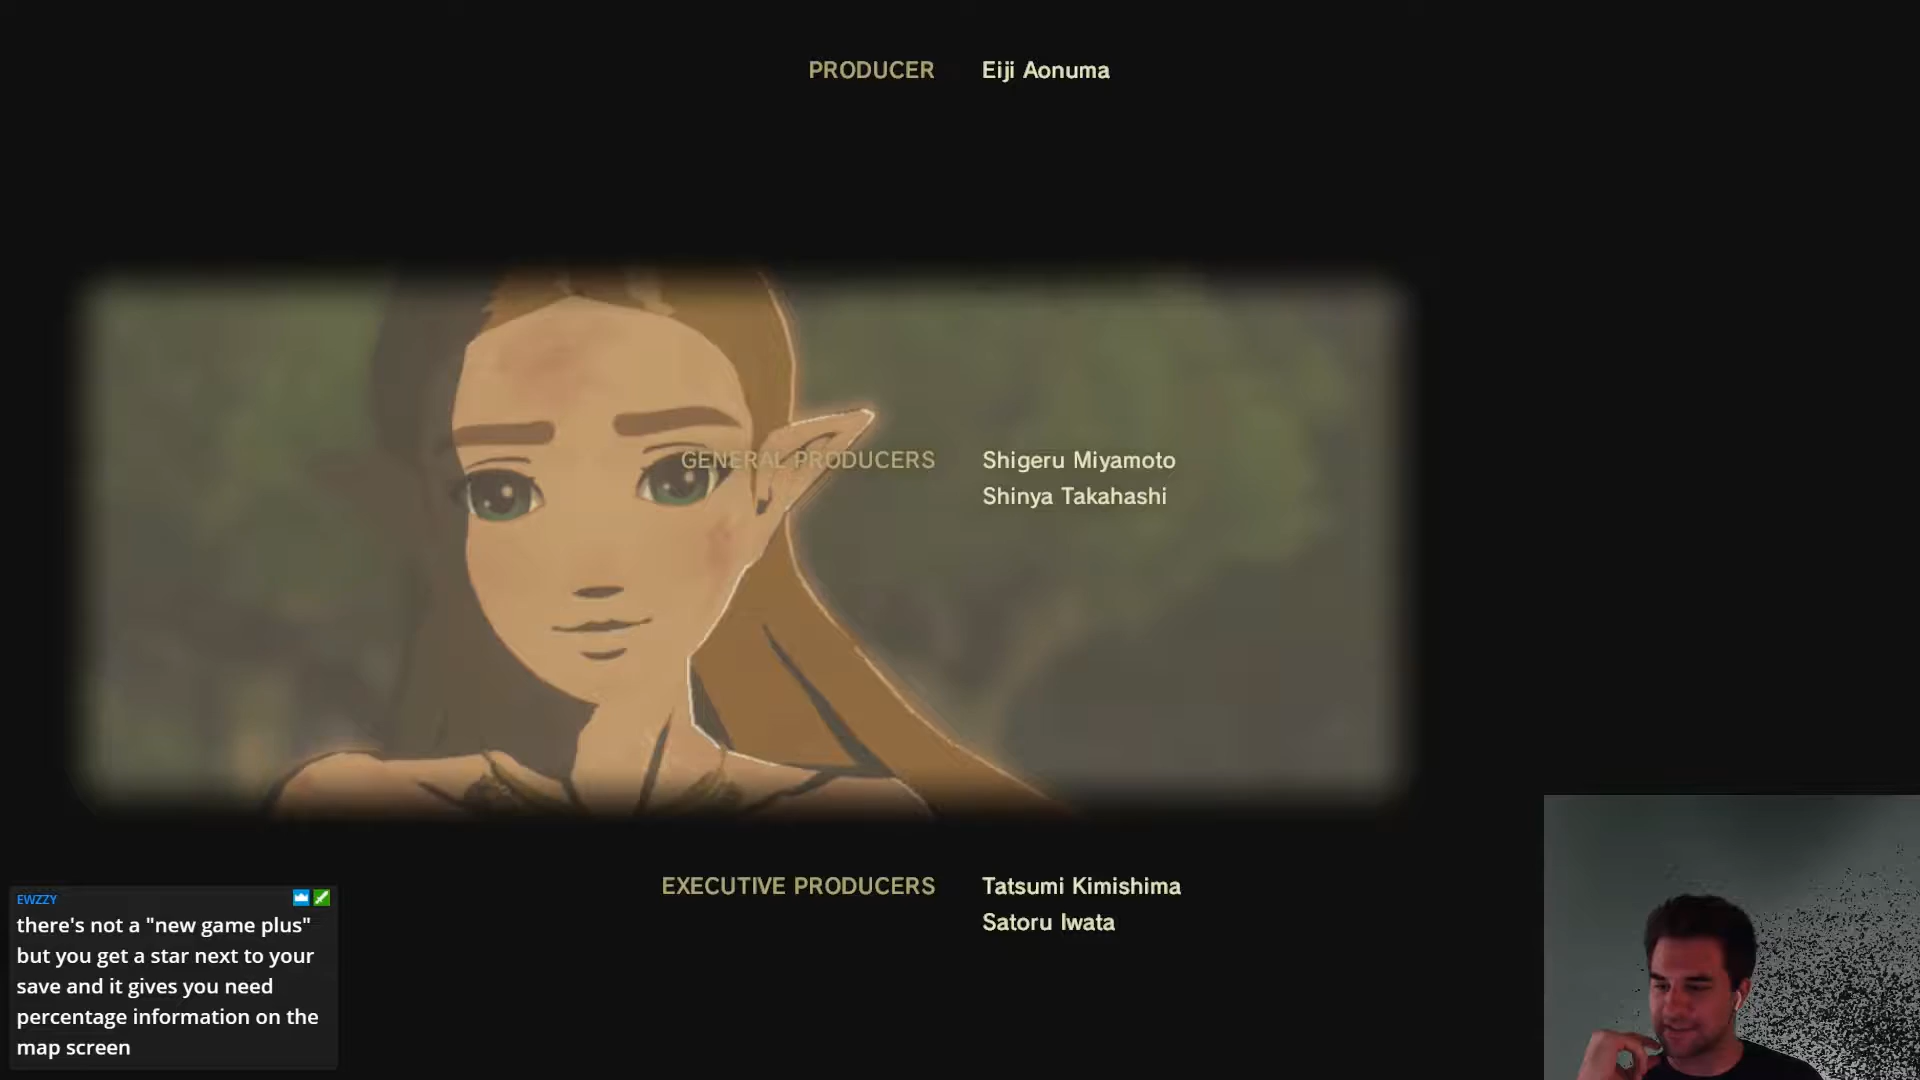 PRODUCER Eiji Aonuma
GENERAL PRODUCERS Shigeru Miyamoto
Shinya Takahashi
EXECUTIVE PRODUCERS Tatsumi Kimishima
Satoru Iwata
EWZZY
there's not a "new game plus"
but you get a star next to your
save and it gives you need
percentage information on the
map screen